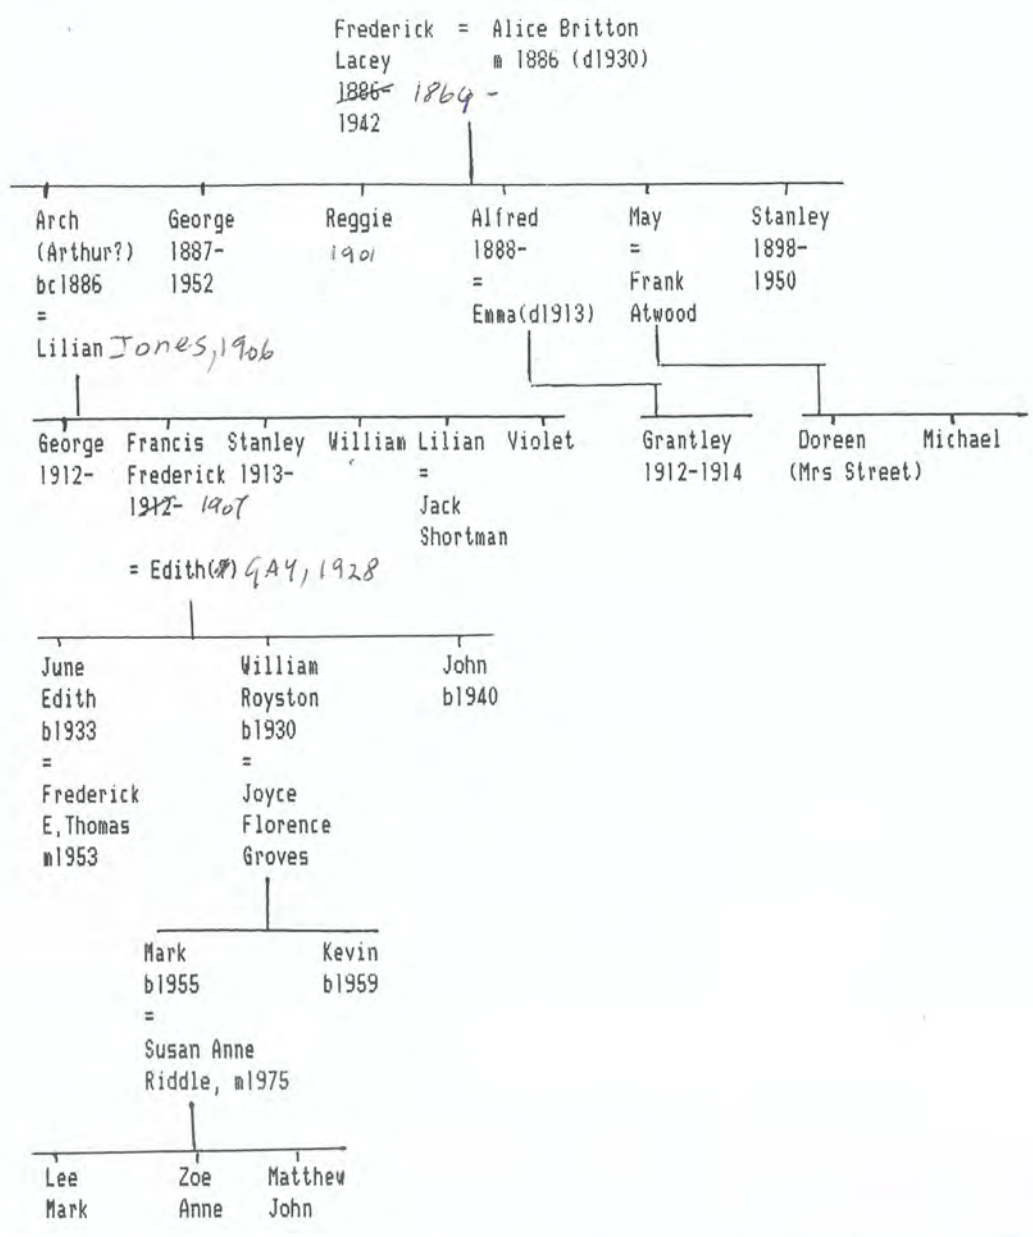 Frederick = Alice Britton
Lacey m 1886 (d1930)
1886- 1864 -
1942
Arch George Reggie Alfred May Stanley
(Arthur?) 1887- 1901 1888- = 1898-
bc1886 1952 = Frank 1950
= Emma(d1913) Atwood
Lilian Jones, 1906
George Francis Stanley William Lilian Violet Grantley Doreen Michael
1912- Frederick 1913- = 1912-1914 (Mrs Street)
1912- 1907 Jack
Shortman
= Edith( ) GAY, 1928
June William John
Edith Royston b1940
b1933 b1930
= =
Frederick Joyce
E,Thomas Florence
m1953 Groves
Mark Kevin
b1955 b1959
=
Susan Anne
Riddle, m1975
Lee Zoe Matthew
Mark Anne John